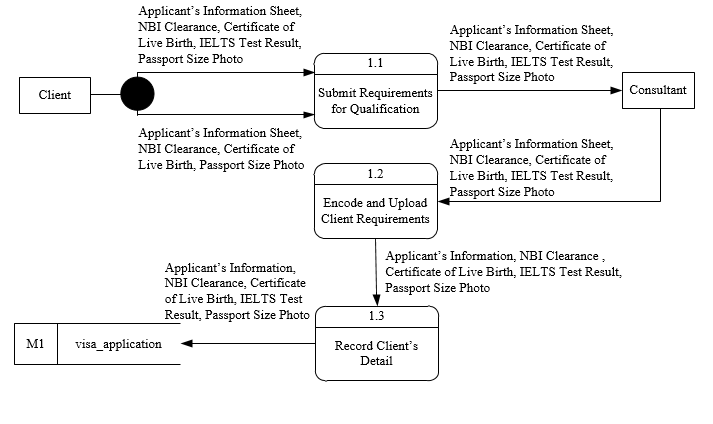 Applicant's Information Sheet,
NBI Clearance, Certificate of
Live Birth, IELTS Test Result,
Passport Size Photo
Applicant's Information Sheet,
NBI Clearance, Certificate of
Live Birth, IELTS Test Result,
Passport Size Photo
1.1
Client
Submit Requirements
for Qualification
Consultant
Applicant's Information Sheet,
NBI Clearance, Certificate of
Live Birth, Passport Size Photo
Applicant's Information Sheet,
NBI Clearance, Certificate of
Live Birth, IELTS Test Result,
Passport Size Photo
1.2
Encode and Upload
Client Requirements
Applicant's Information, NBI Clearance ,
Certificate of Live Birth, IELTS Test Result,
Passport Size Photo
Applicant's Information,
NBI Clearance, Certificate
of Live Birth, IELTS Test
Result, Passport Size Photo
1.3
Record Client's
Detail
M1
visa_application